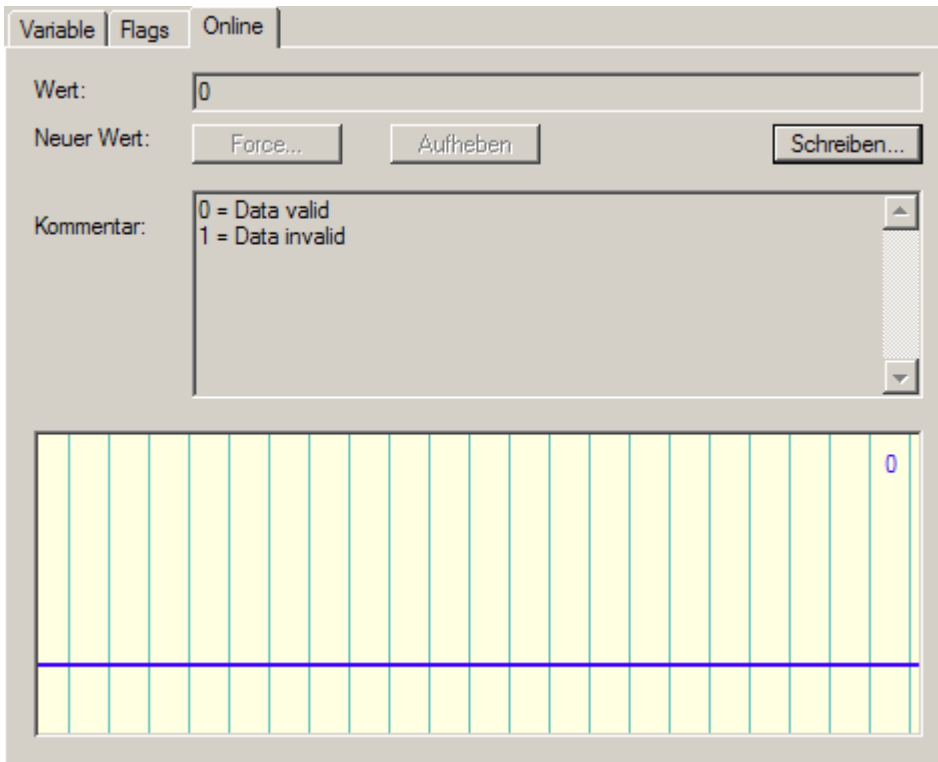 Variable Flags Online
Wert: 0
Neuer Wert: Force... Aufheben Schreiben...
Kommentar: 0 = Data valid
1 = Data invalid
0